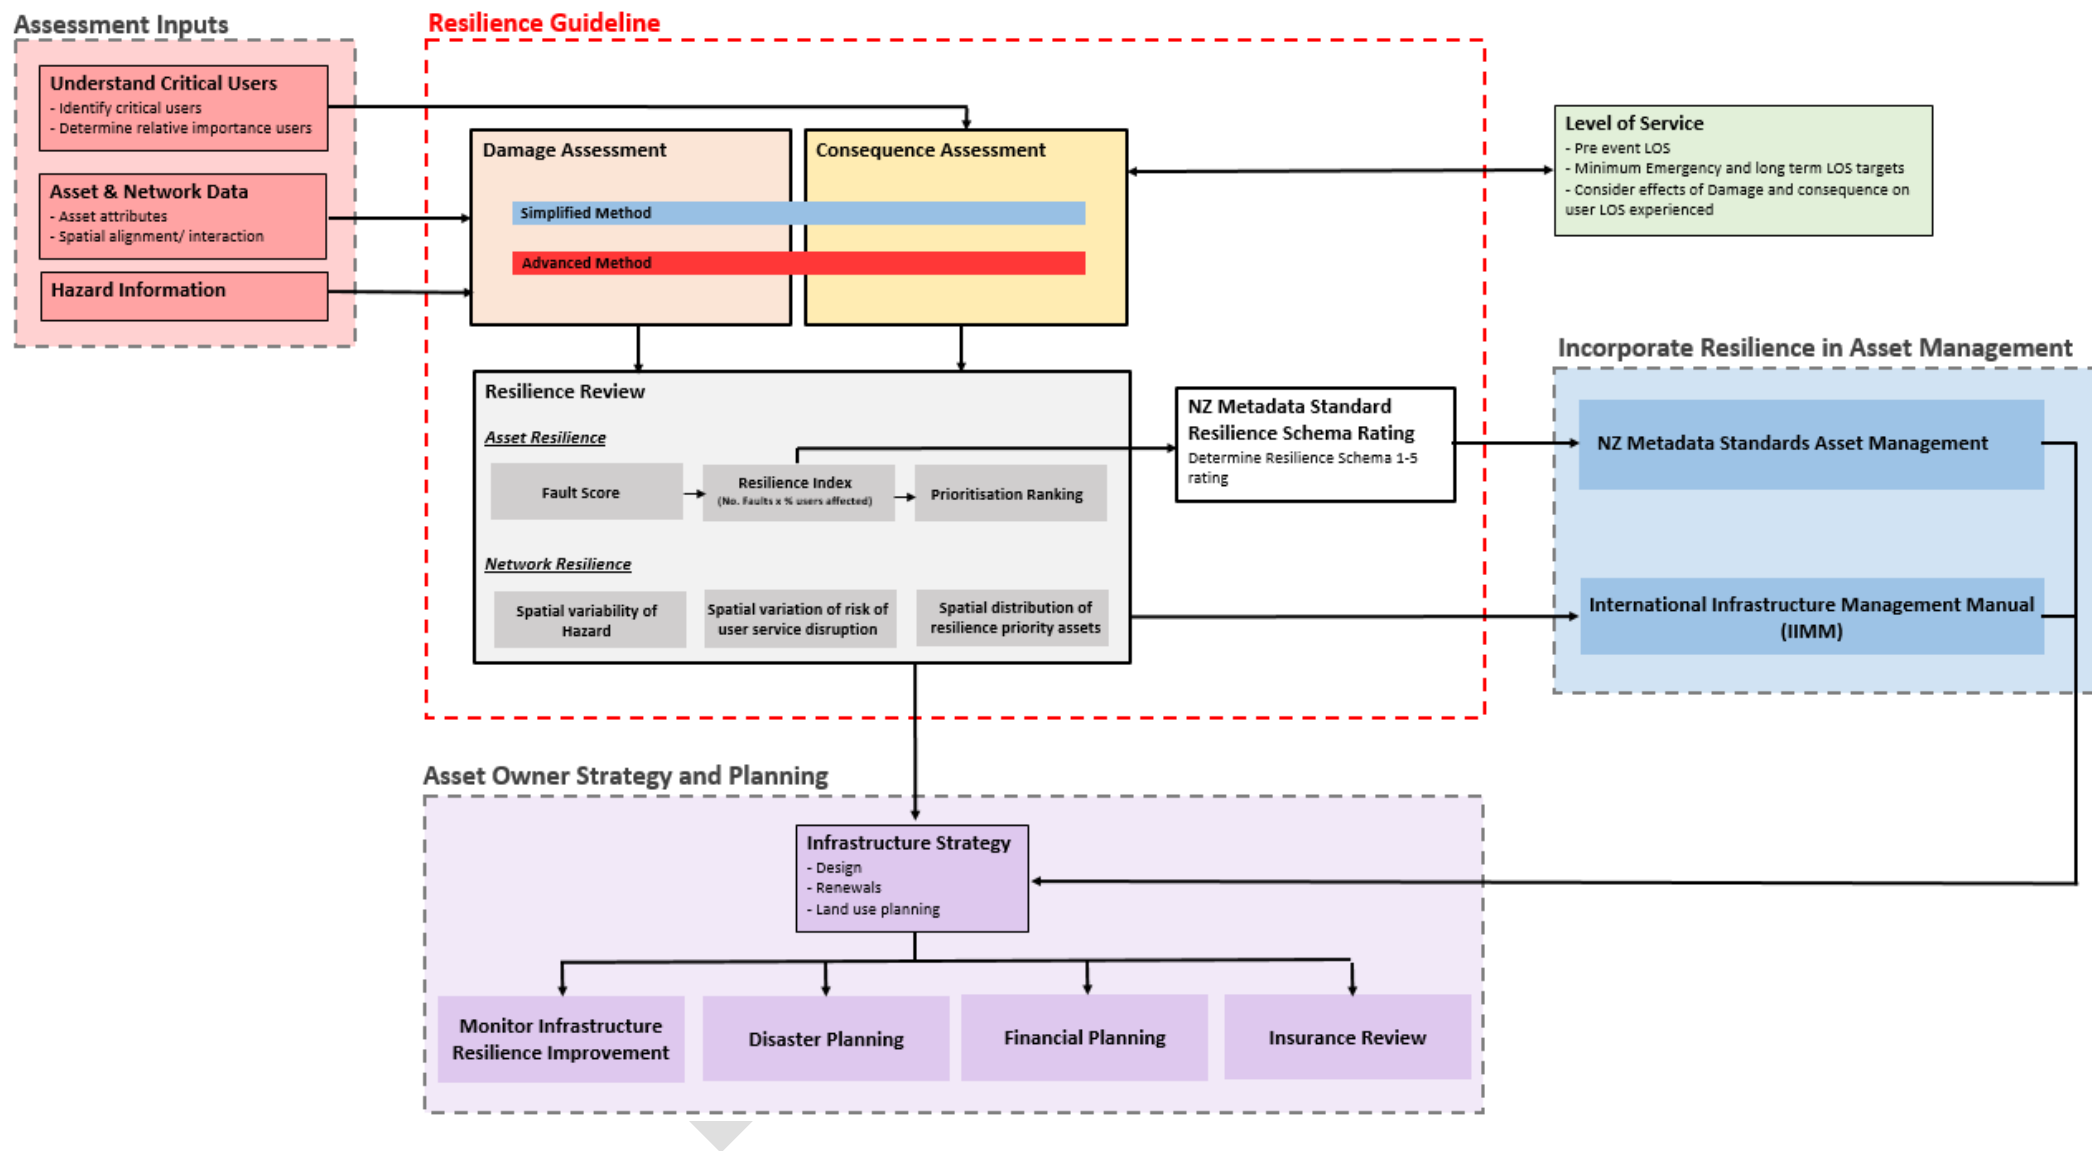 Assessment Inputs
Understand Critical Users
- Identify critical users
- Determine relative importance users
Asset & Network Data
- Asset attributes
- Spatial alignment/ interaction
Hazard Information
Resilience Guideline
Damage Assessment
Consequence Assessment
Simplified Method
Advanced Method
Level of Service
- Pre event LOS
- Minimum Emergency and long term LOS targets
- Consider effects of Damage and consequence on
user LOS experienced
Resilience Review
Asset Resilience
Fault Score
Resilience Index
(No. Faults x % users affected)
Prioritisation Ranking
Network Resilience
Spatial variability of
Hazard
Spatial variation of risk of
user service disruption
Spatial distribution of
resilience priority assets
NZ Metadata Standard
Resilience Schema Rating
Determine Resilience Schema 1-5
rating
Incorporate Resilience in Asset Management
NZ Metadata Standards Asset Management
International Infrastructure Management Manual
(IIMM)
Asset Owner Strategy and Planning
Infrastructure Strategy
- Design
- Renewals
- Land use planning
Monitor Infrastructure
Resilience Improvement
Disaster Planning
Financial Planning
Insurance Review